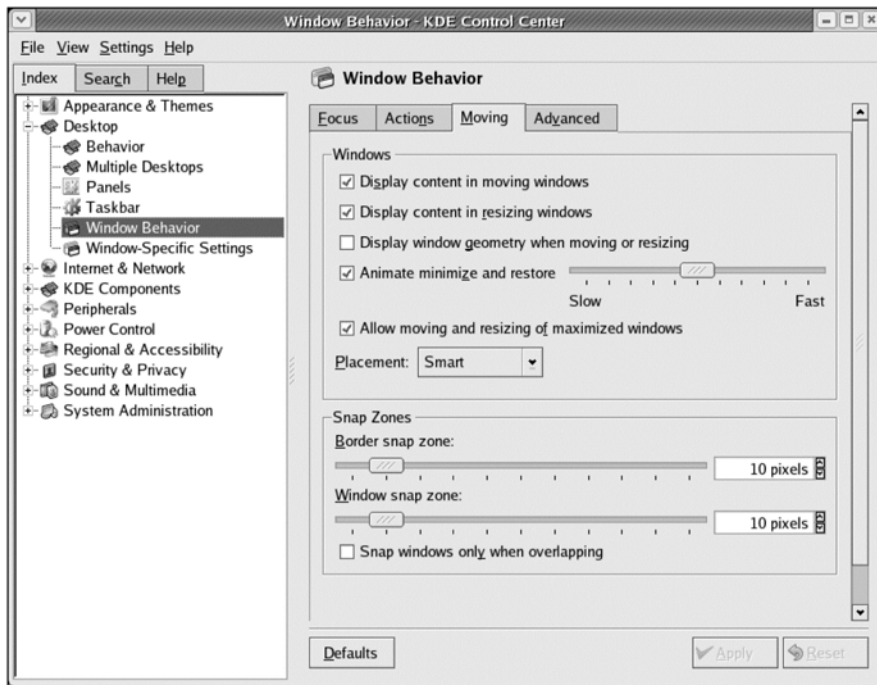 Window Behavior - KDE Control Center
File View Settings Help
Index Search Help
Appearance & Themes
Desktop
Behavior
Multiple Desktops
Panels
Taskbar
Window Behavior
Window-Specific Settings
Internet & Network
KDE Components
Peripherals
Power Control
Regional & Accessibility
Security & Privacy
Sound & Multimedia
System Administration
Window Behavior
Focus Actions Moving Advanced
Windows
Display content in moving windows
Display content in resizing windows
Display window geometry when moving or resizing
Animate minimize and restore
Slow Fast
Allow moving and resizing of maximized windows
Placement: Smart
Snap Zones
Border snap zone:
10 pixels
Window snap zone:
10 pixels
Snap windows only when overlapping
Defaults Apply Reset